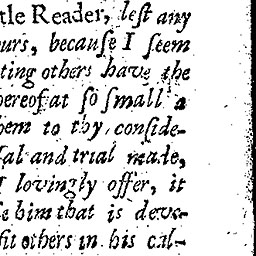 tle Reader, leſt any
urs, becauſe I ſeem
ting others have the
hereof at ſo ſmall a
hem to thy conſide-
ſal and trial made,
I lovingly offer, it
e him that is deve-
fit others in his cal-